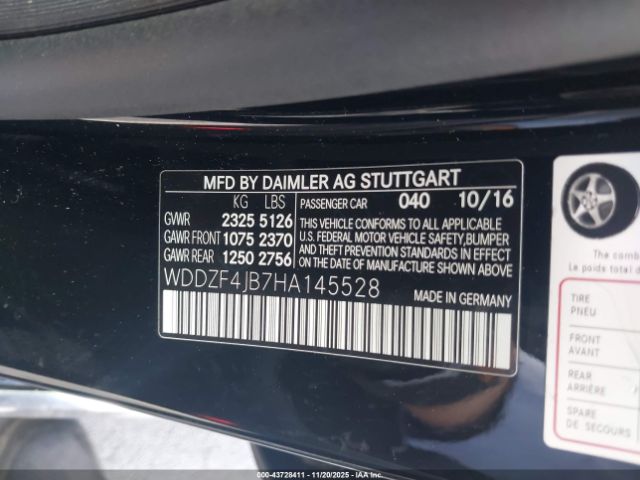 MFD BY DAIMLER AG STUTTGART
KG LBS PASSENGER CAR 040 10/16
GVWR 2325 5126
GAWR FRONT 1075 2370
GAWR REAR 1250 2756
THIS VEHICLE CONFORMS TO ALL APPLICABLE
U.S. FEDERAL MOTOR VEHICLE SAFETY, BUMPER
AND THEFT PREVENTION STANDARDS IN EFFECT
ON THE DATE OF MANUFACTURE SHOWN ABOVE.
WDDZF4JB7HA145528 MADE IN GERMANY
The comb
Le poids
TIRE
PNEU
FRONT
AVANT
REAR
ARRIÈRE
SPARE
DE SECOURS
000-43728411 - 11/20/2025 - IAAI.com